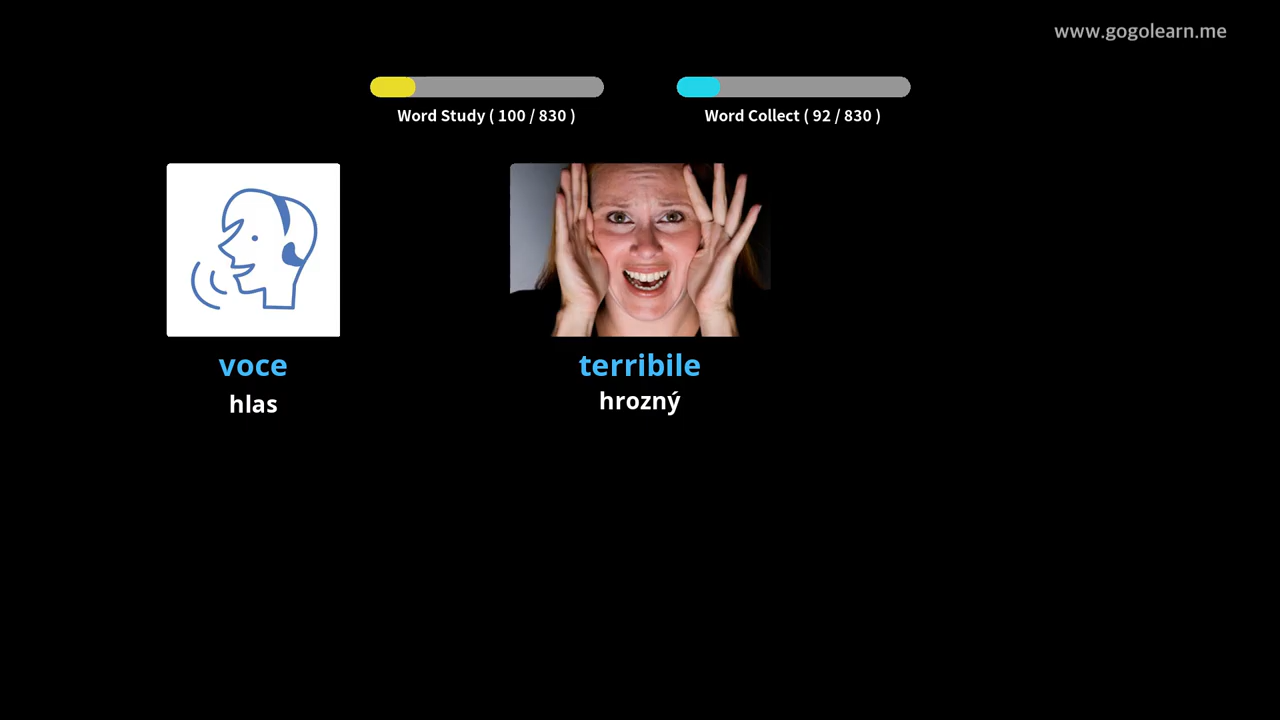 www.gogolearn.me
Word Study ( 100 / 830 )
Word Collect ( 92 / 830 )
voce
hlas
terribile
hrozný